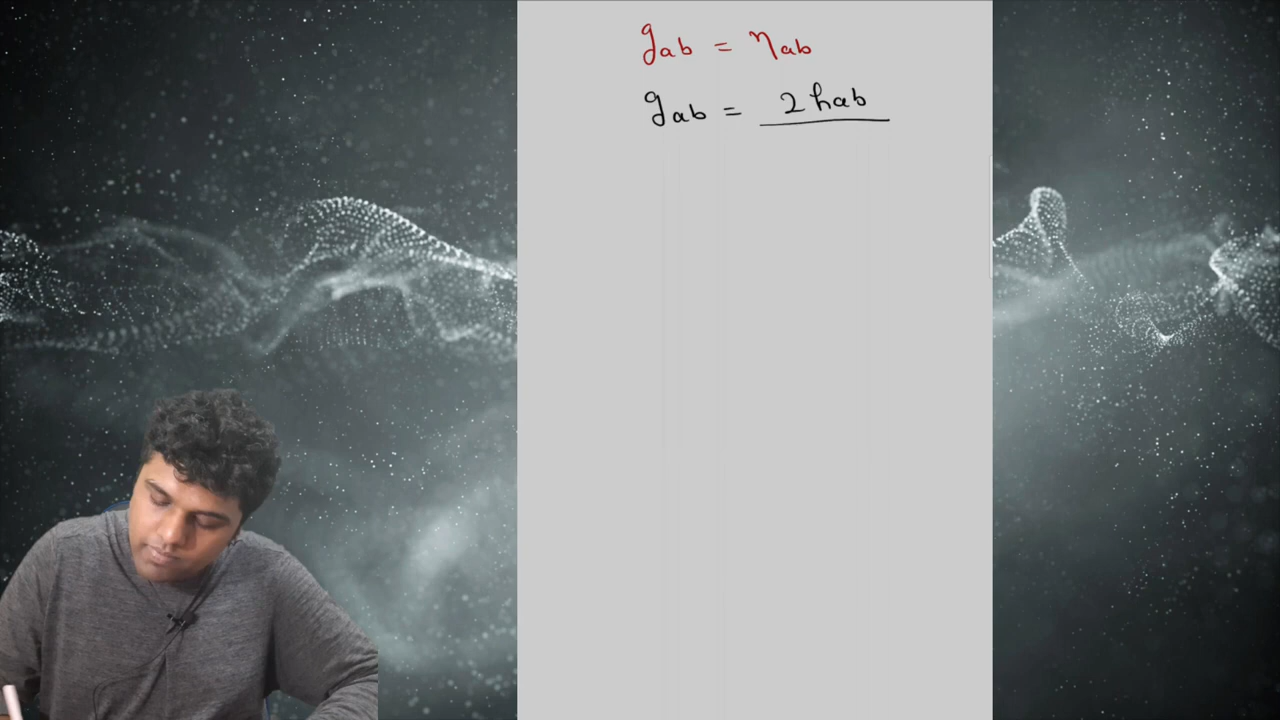 gab = ηab
gab = 2hab